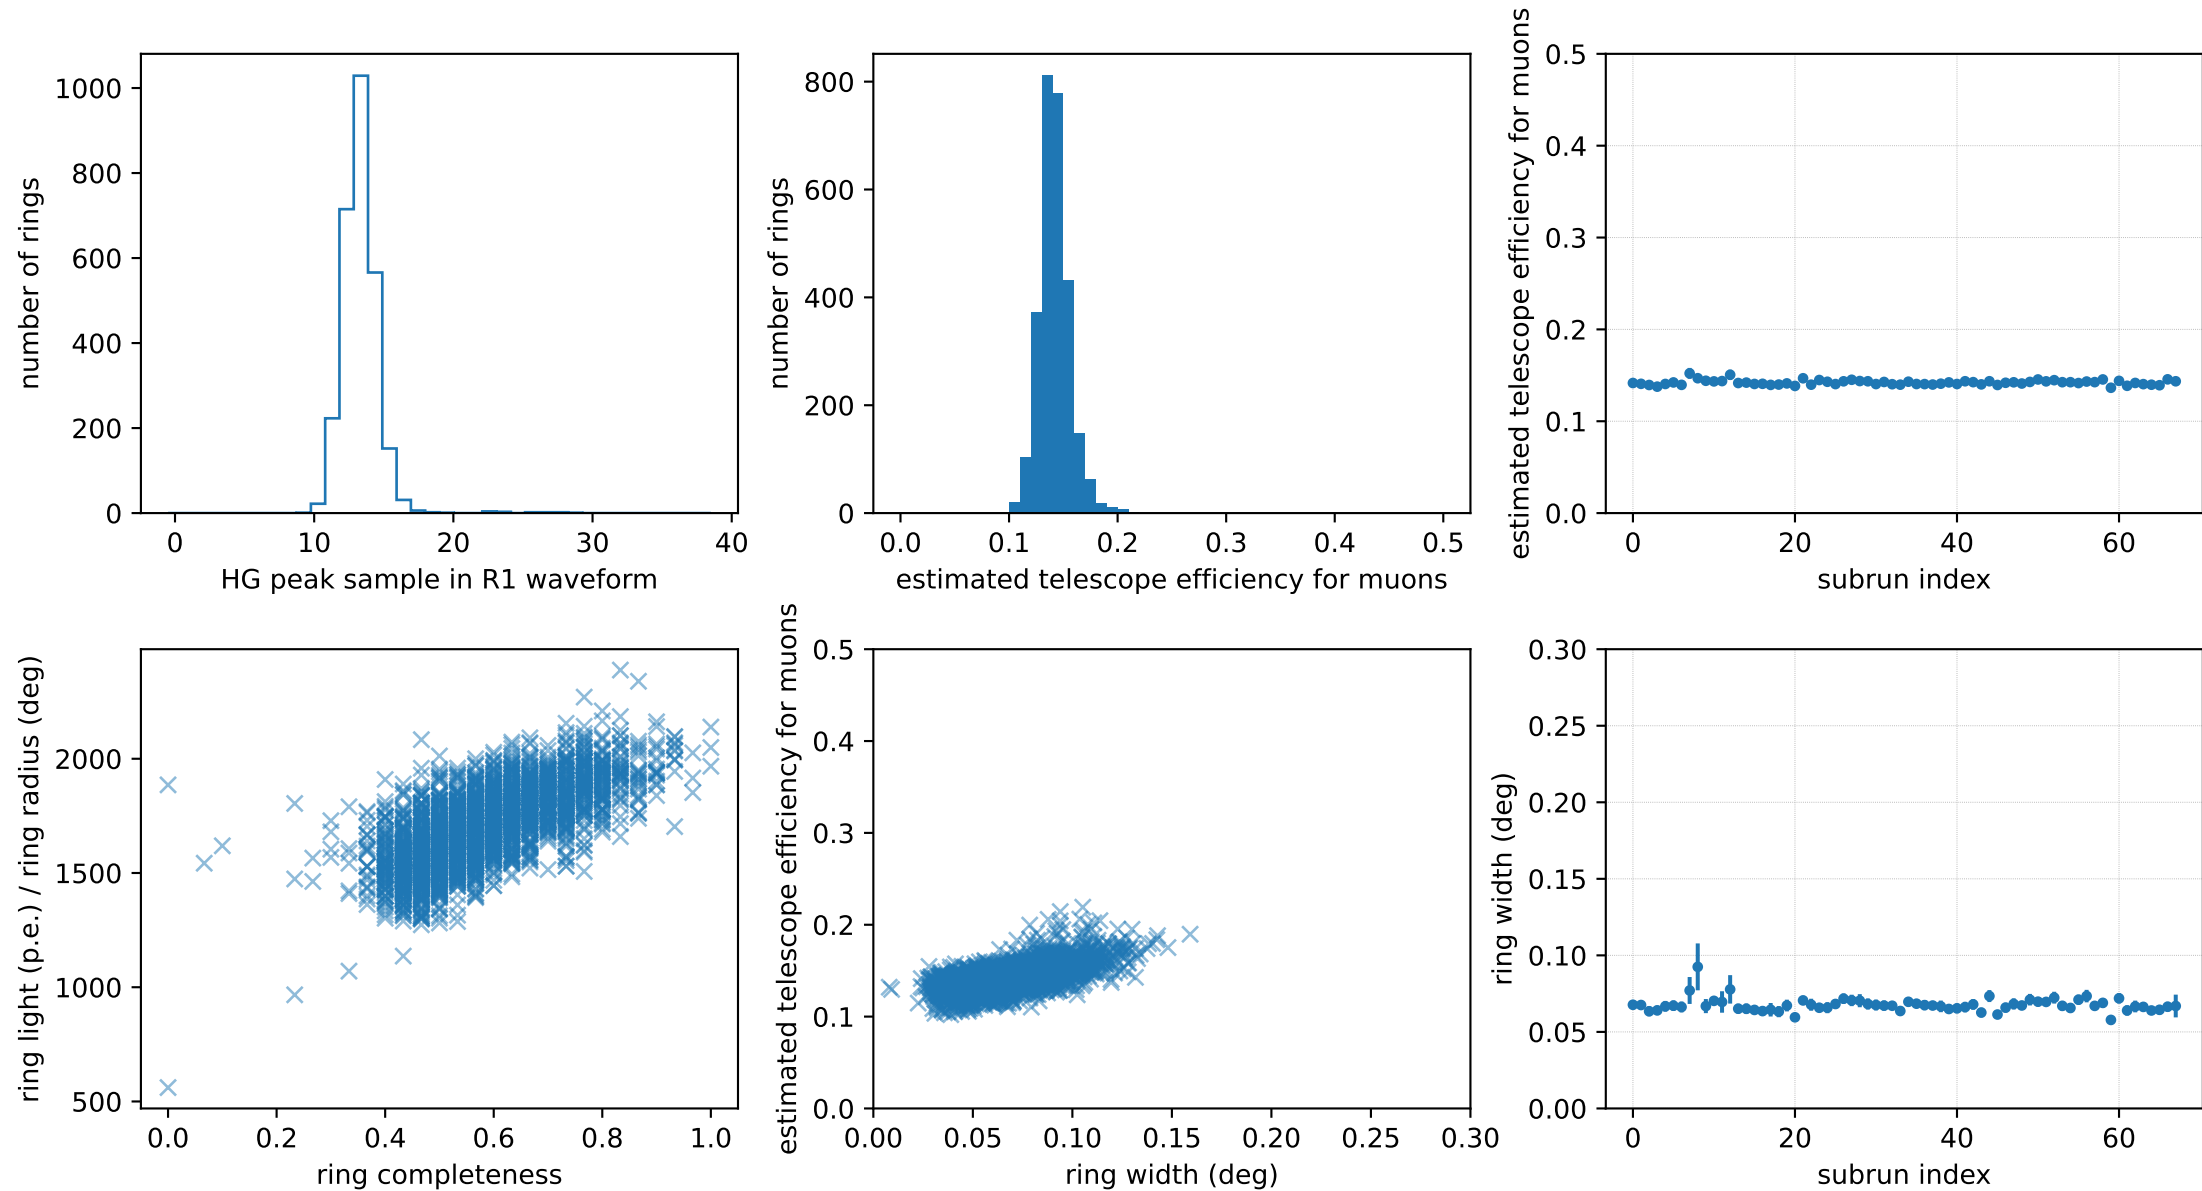 number of rings
1000
800
600
400
200
0
0 10 20 30 40
HG peak sample in R1 waveform
number of rings
800
600
400
200
0
0.0 0.1 0.2 0.3 0.4 0.5
estimated telescope efficiency for muons
estimated telescope efficiency for muons
0.5
0.4
0.3
0.2
0.1
0.0
0 20 40 60
subrun index
ring light (p.e.) / ring radius (deg)
2000
1500
1000
500
0.0 0.2 0.4 0.6 0.8 1.0
ring completeness
estimated telescope efficiency for muons
0.5
0.4
0.3
0.2
0.1
0.0
0.00 0.05 0.10 0.15 0.20 0.25 0.30
ring width (deg)
ring width (deg)
0.30
0.25
0.20
0.15
0.10
0.05
0.00
0 20 40 60
subrun index